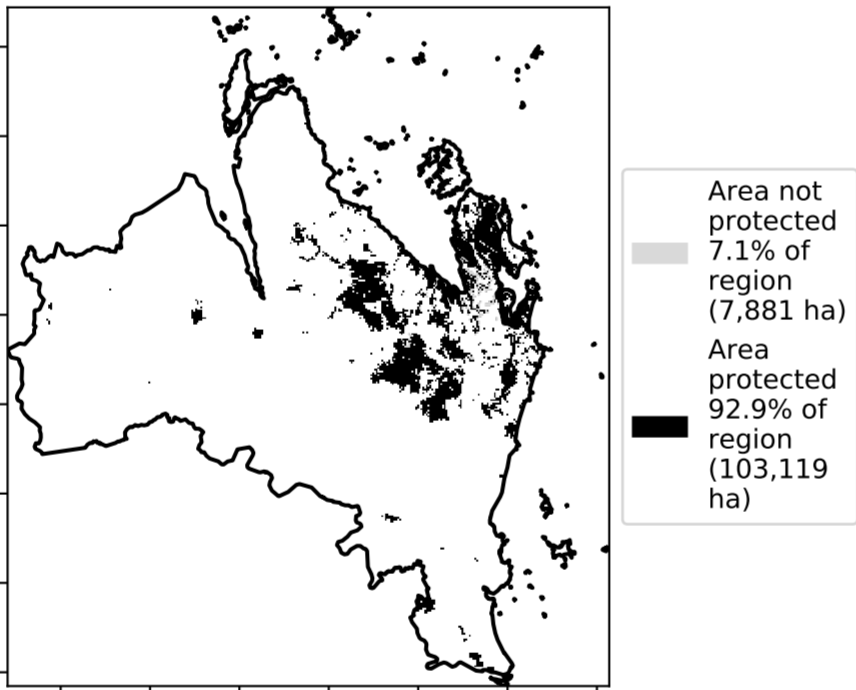 Area not
protected
7.1% of
region
(7,881 ha)
Area
protected
92.9% of
region
(103,119
ha)